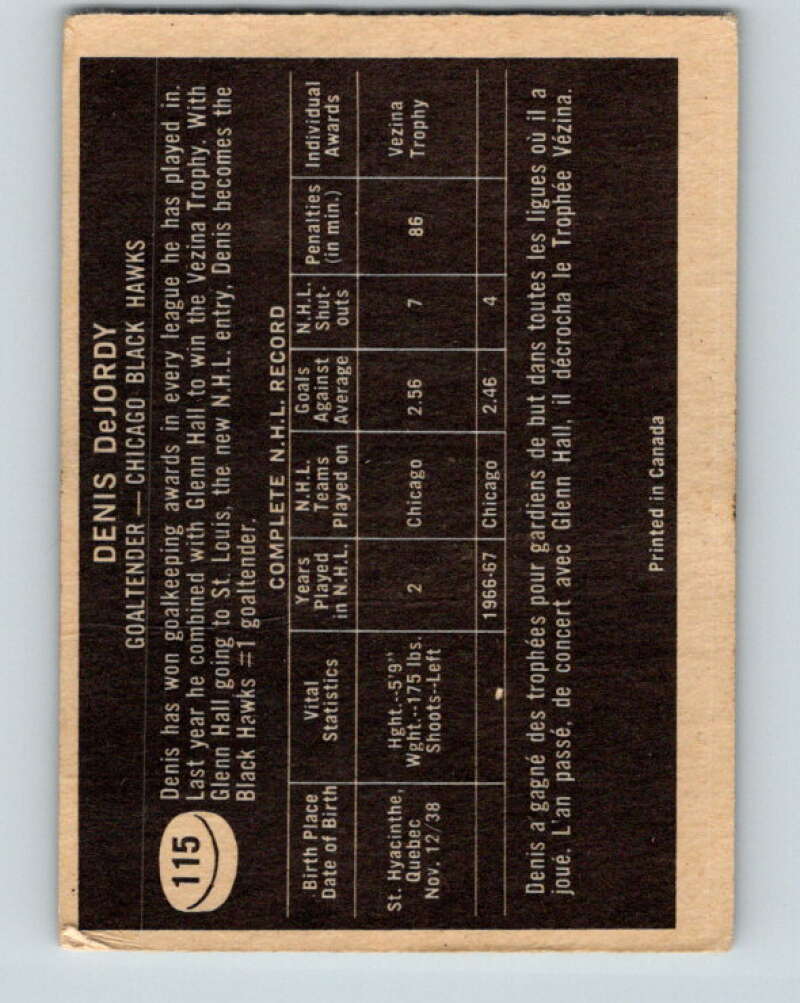 DENIS DeJORDY
GOALTENDER — CHICAGO BLACK HAWKS
115
Denis has won goalkeeping awards in every league he has played in.
Last year he combined with Glenn Hall to win the Vezina Trophy. With
Glenn Hall going to St. Louis, the new N.H.L. entry, Denis becomes the
Black Hawks #1 goaltender.
COMPLETE N.H.L. RECORD
Birth Place
Date of Birth
Vital
Statistics
Years
Played
in N.H.L.
N.H.L.
Teams
Played on
Goals
Against
Average
N.H.L.
Shut-
outs
Penalties
(in min.)
Individual
Awards
St. Hyacinthe,
Quebec
Nov. 12/38
Hght.--5'9"
Wght.--175 lbs.
Shoots--Left
2
Chicago
2.56
7
86
Vezina
Trophy
1966-67
Chicago
2.46
4
Denis a gagné des trophées pour gardiens de but dans toutes les ligues où il a
joué. L'an passé, de concert avec Glenn Hall, il décrocha le Trophée Vézina.
Printed in Canada